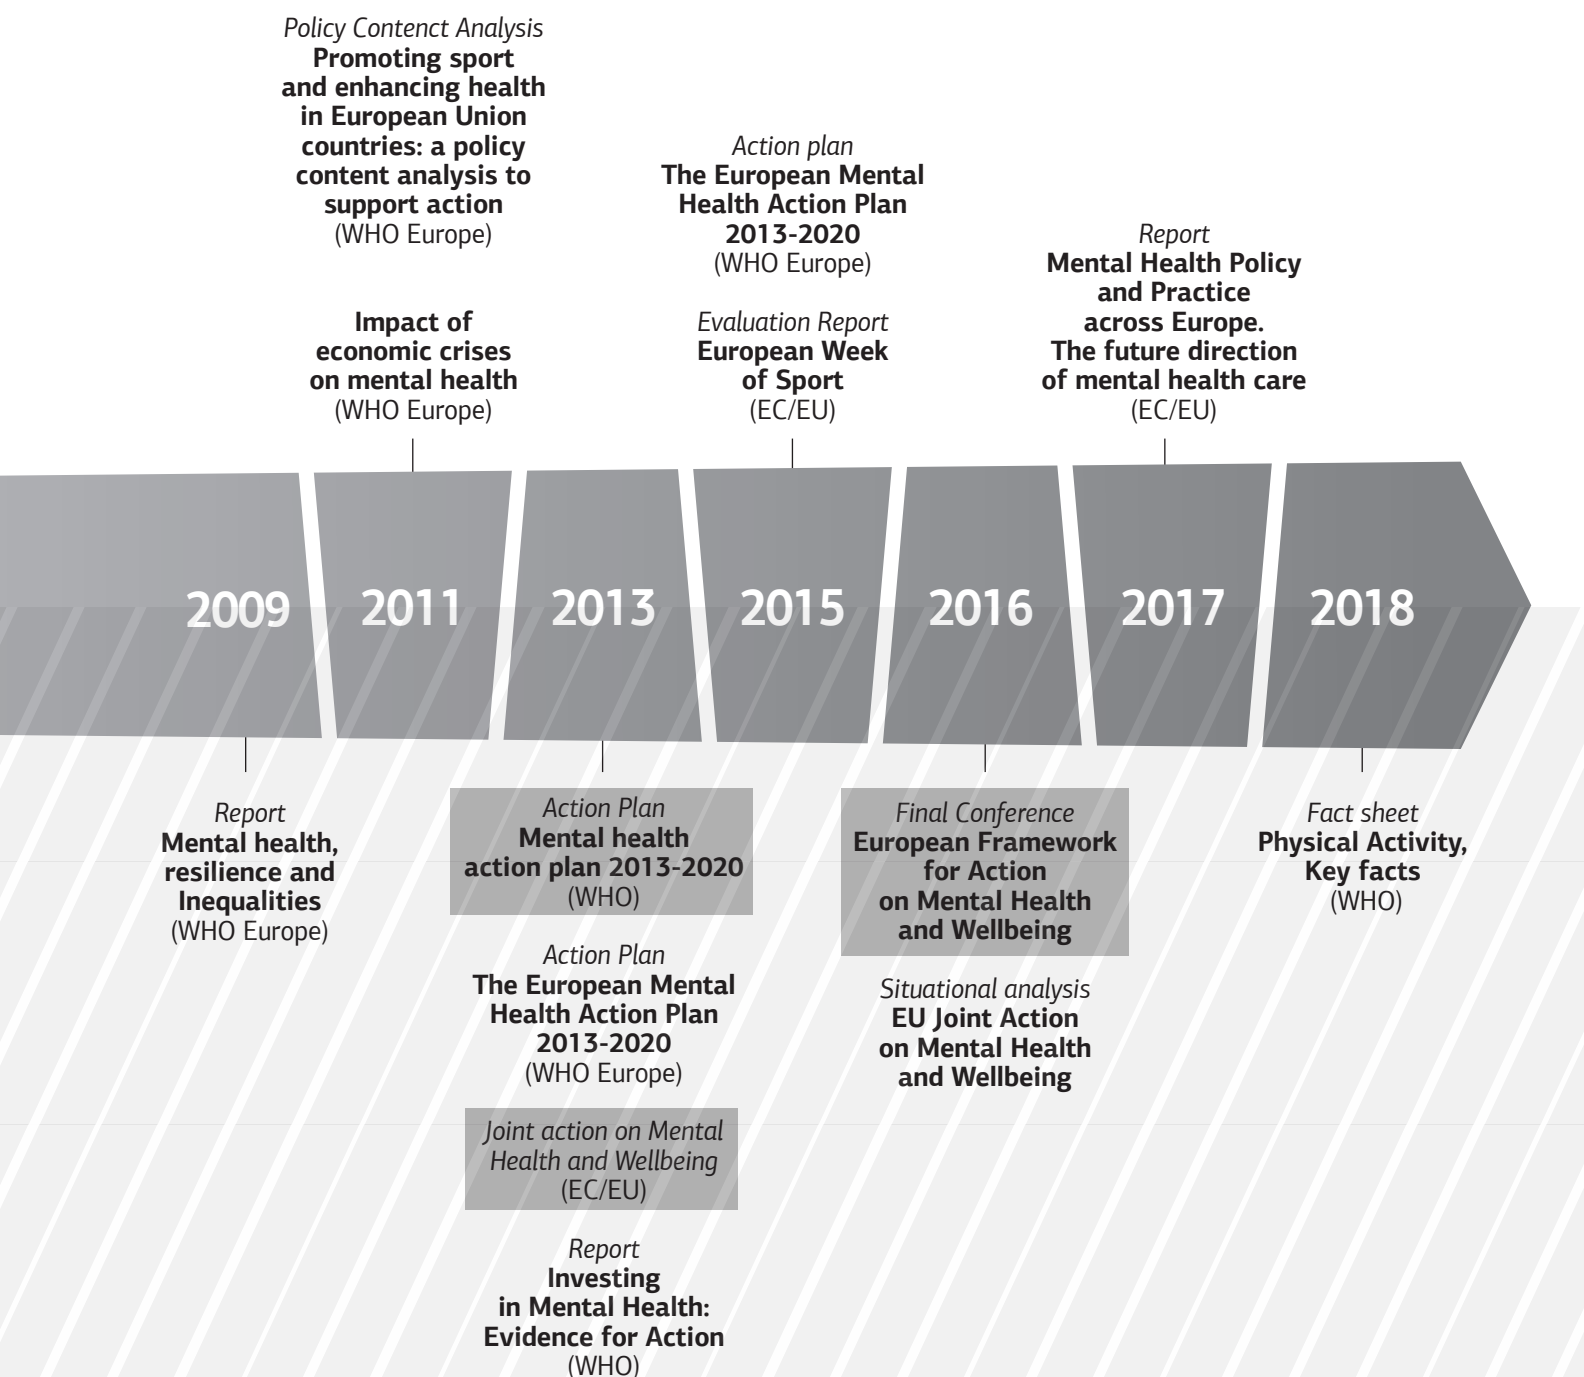 Policy Contenct Analysis
Promoting sport
and enhancing health
in European Union
countries: a policy
content analysis to
support action
(WHO Europe)
Impact of
economic crises
on mental health
(WHO Europe)
Action plan
The European Mental
Health Action Plan
2013-2020
(WHO Europe)
Evaluation Report
European Week
of Sport
(EC/EU)
Report
Mental Health Policy
and Practice
across Europe.
The future direction
of mental health care
(EC/EU)
2009 2011 2013 2015 2016 2017 2018
Report
Mental health,
resilience and
Inequalities
(WHO Europe)
Action Plan
Mental health
action plan 2013-2020
(WHO)
Action Plan
The European Mental
Health Action Plan
2013-2020
(WHO Europe)
Joint action on Mental
Health and Wellbeing
(EC/EU)
Report
Investing
in Mental Health:
Evidence for Action
(WHO)
Final Conference
European Framework
for Action
on Mental Health
and Wellbeing
Situational analysis
EU Joint Action
on Mental Health
and Wellbeing
Fact sheet
Physical Activity,
Key facts
(WHO)